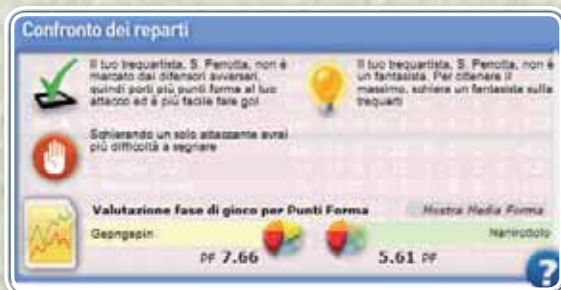 Confronto dei reparti
Il tuo trequartista, S. Perrotta, non è
marcato dai difensori avversari,
quindi porti più punti forma al tuo
attacco ed è più facile fare gol
Il tuo trequartista, S. Perrotta, non è
un fantasista. Per ottenere il
massimo, schiera un fantasista sulla
trequarti
Schierando un solo attaccante avrai
più difficoltà a segnare
Valutazione fase di gioco per Punti Forma
Mostra Media Forma
PF 7.66
5.61 PF
?